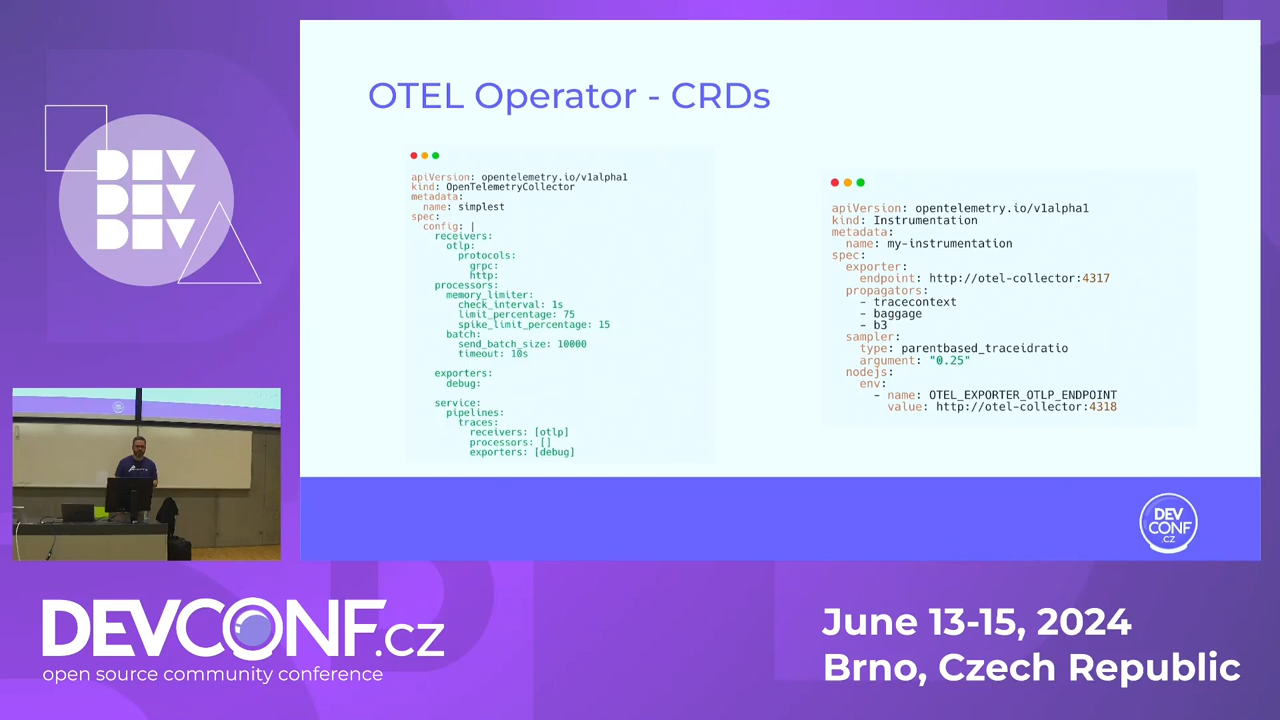 DEV
DEV
DEV
OTEL Operator - CRDs
apiVersion: opentelemetry.io/v1alpha1
kind: OpenTelemetryCollector
metadata:
  name: simplest
spec:
  config: |
    receivers:
      otlp:
        protocols:
          grpc:
          http:
    processors:
      memory_limiter:
        check_interval: 1s
        limit_percentage: 75
        spike_limit_percentage: 15
      batch:
        send_batch_size: 10000
        timeout: 10s
    exporters:
      debug:
    service:
      pipelines:
        traces:
          receivers: [otlp]
          processors: []
          exporters: [debug]
apiVersion: opentelemetry.io/v1alpha1
kind: Instrumentation
metadata:
  name: my-instrumentation
spec:
  exporter:
    endpoint: http://otel-collector:4317
  propagators:
    - tracecontext
    - baggage
    - b3
  sampler:
    type: parentbased_traceidratio
    argument: "0.25"
  nodejs:
    env:
      - name: OTEL_EXPORTER_OTLP_ENDPOINT
        value: http://otel-collector:4318
DEV
CONF
.CZ
DEVCONF.cz
open source community conference
June 13-15, 2024
Brno, Czech Republic